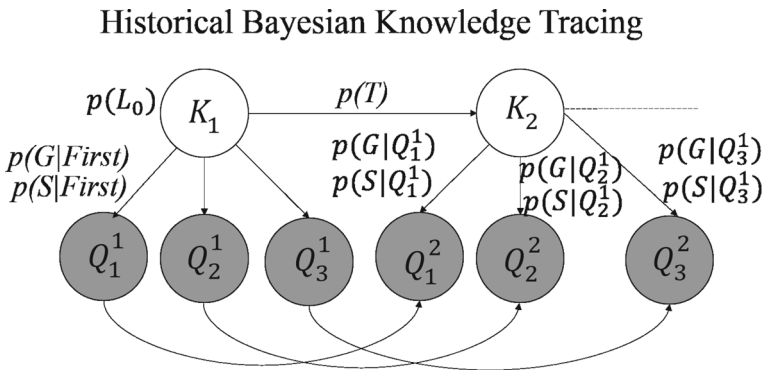 Historical Bayesian Knowledge Tracing
p(L₀)
K₁
p(T)
K₂
p(G|First)
p(S|First)
p(G|Q₁¹)
p(S|Q₁¹)
p(G|Q₂¹)
p(S|Q₂¹)
p(G|Q₃¹)
p(S|Q₃¹)
Q₁¹
Q₂¹
Q₃¹
Q₁²
Q₂²
Q₃²